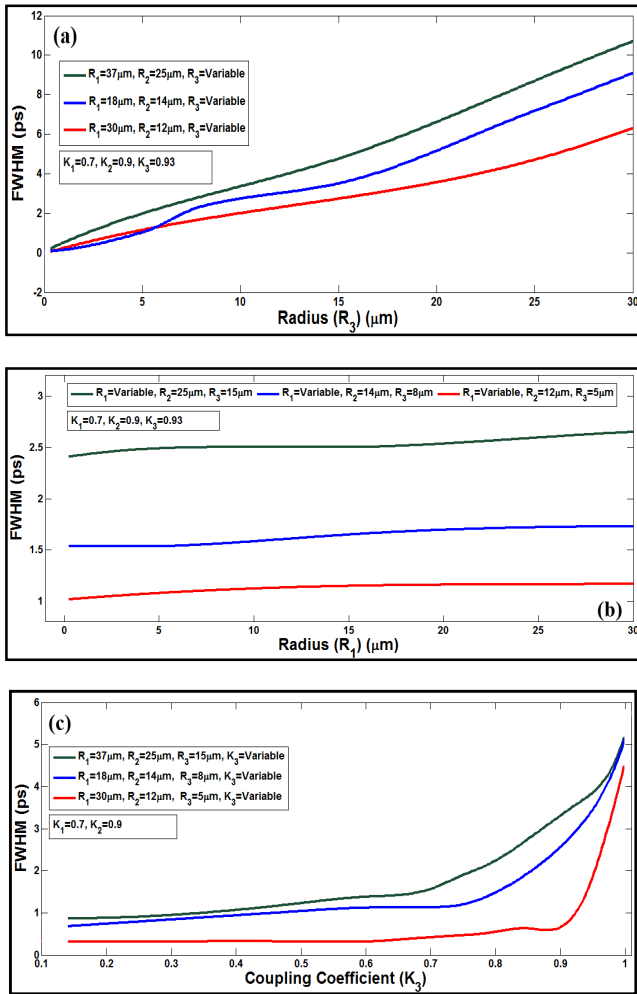 (a)
12
10
8
6
4
2
0
-2
FWHM (ps)
R1=37μm, R2=25μm, R3=Variable
R1=18μm, R2=14μm, R3=Variable
R1=30μm, R2=12μm, R3=Variable
K1=0.7, K2=0.9, K3=0.93
0 5 10 15 20 25 30
Radius (R3) (μm)
3
2.5
2
1.5
1
FWHM (ps)
R1=Variable, R2=25μm, R3=15μm R1=Variable, R2=14μm, R3=8μm R1=Variable, R2=12μm, R3=5μm
K1=0.7, K2=0.9, K3=0.93
0 5 10 15 20 25 30
Radius (R1) (μm)
(b)
(c)
6
5
4
3
2
1
0
FWHM (ps)
R1=37μm, R2=25μm, R3=15μm, K3=Variable
R1=18μm, R2=14μm, R3=8μm, K3=Variable
R1=30μm, R2=12μm, R3=5μm, K3=Variable
K1=0.7, K2=0.9
0.1 0.2 0.3 0.4 0.5 0.6 0.7 0.8 0.9 1
Coupling Coefficient (K3)